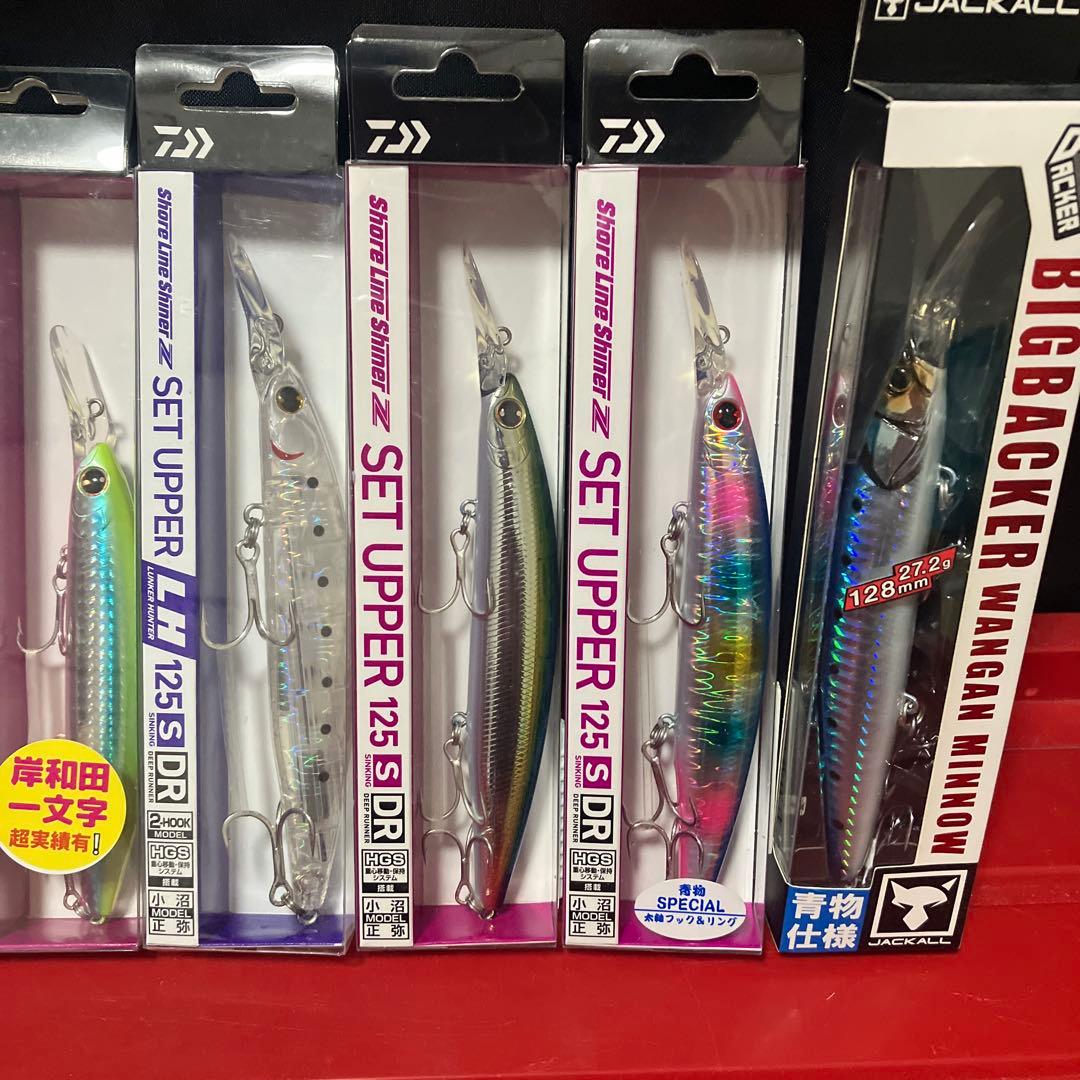 岸和田
一文字
超実績有!
Shore Line Shiner Z
SET UPPER
LH
LUNKER HUNTER
125 S DR
SINKING DEEP RUNNER
2-HOOK
MODEL
HGS
重心移動・保持
システム
搭載
小沼
MODEL
正弥
Shore Line Shiner Z
SET UPPER 125 S DR
SINKING DEEP RUNNER
HGS
重心移動・保持
システム
搭載
小沼
MODEL
正弥
Shore Line Shiner Z
SET UPPER 125 S DR
SINKING DEEP RUNNER
HGS
重心移動・保持
システム
搭載
小沼
MODEL
正弥
青物
SPECIAL
太軸フック&リング
JACKALL
BIGBACKER WANGAN MINNOW
128mm 27.2g
青物
仕様
JACKALL